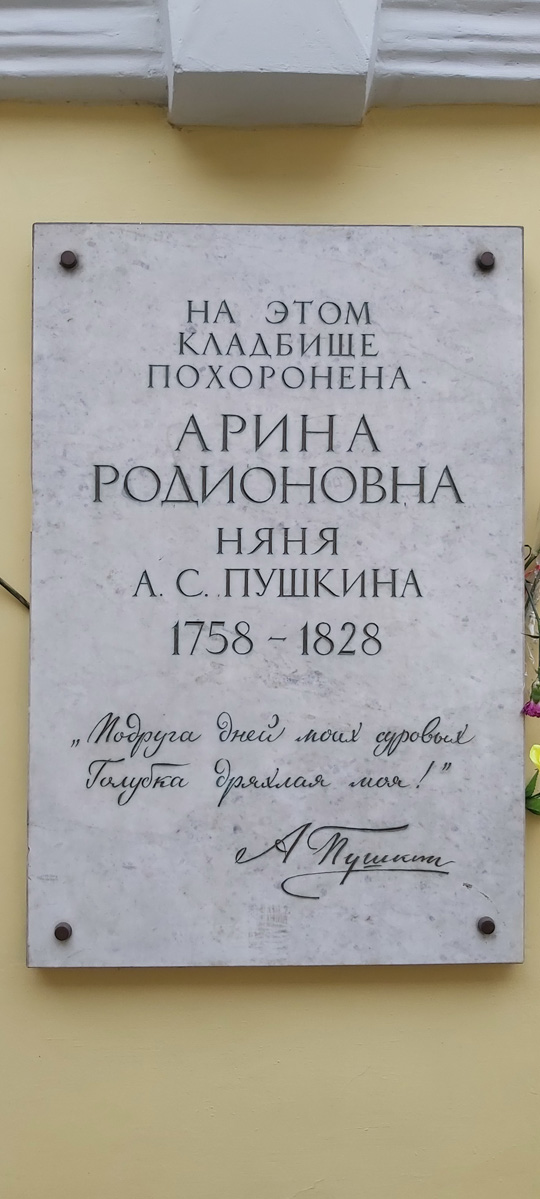 НА ЭТОМ
КЛАДБИЩЕ
ПОХОРОНЕНА
АРИНА
РОДИОНОВНА
НЯНЯ
А. С. ПУШКИНА
1758 – 1828
„Подруга дней моих суровых
Голубка дряхлая моя!”
А Пушкин